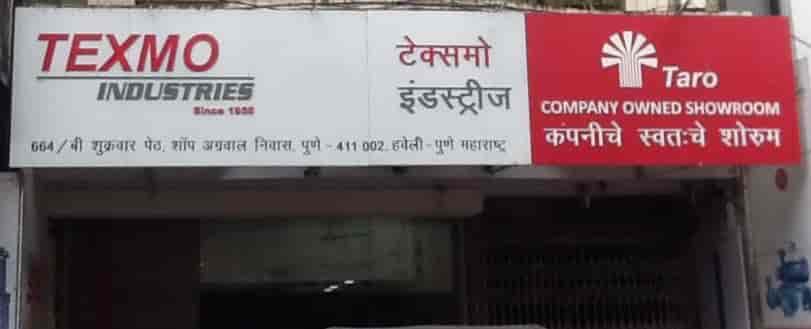 TEXMO
INDUSTRIES
Since 1956
टेक्समो
इंडस्ट्रीज
664/बी शुक्रवार पेठ, शॉप अग्रवाल निवास, पुणे - 411 002, हवेली - पुणे महाराष्ट्र
Taro
COMPANY OWNED SHOWROOM
कंपनीचे स्वतःचे शोरुम